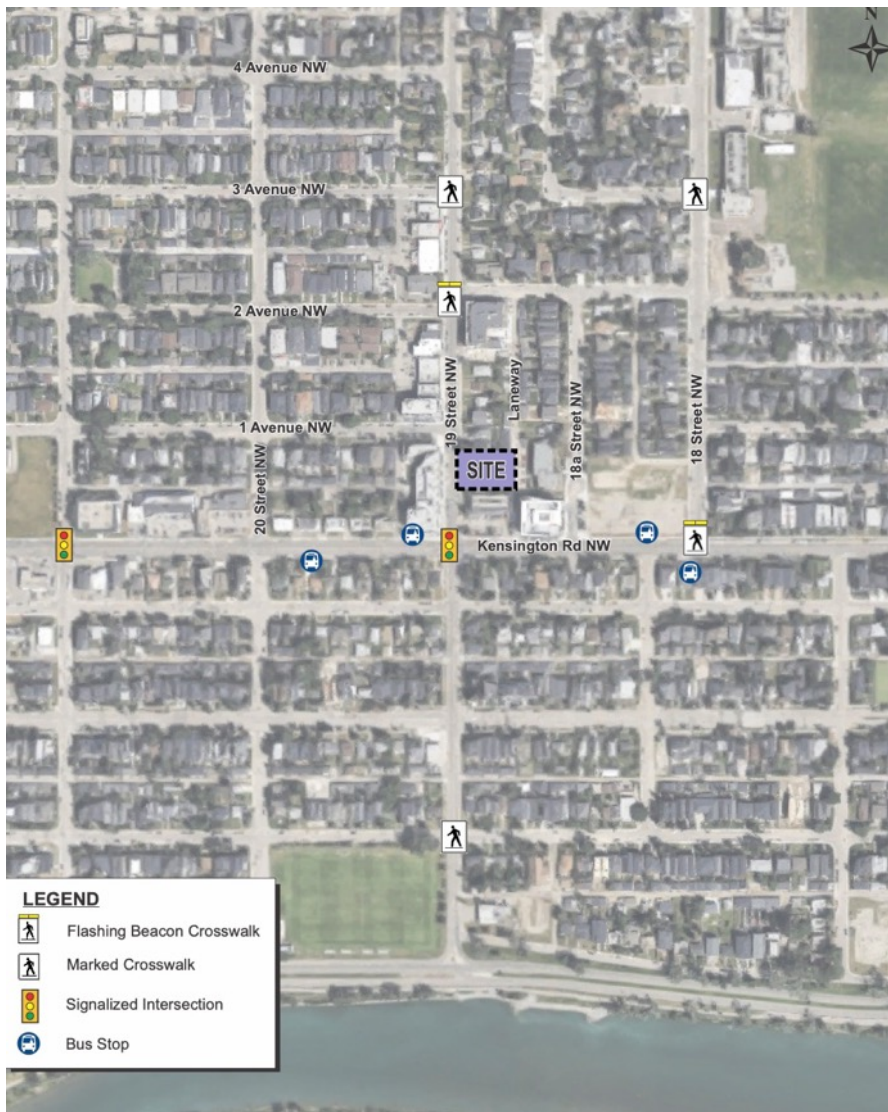 N
4 Avenue NW
3 Avenue NW
2 Avenue NW
19 Street NW
Laneway
18a Street NW
18 Street NW
1 Avenue NW
20 Street NW
SITE
Kensington Rd NW
LEGEND
Flashing Beacon Crosswalk
Marked Crosswalk
Signalized Intersection
Bus Stop